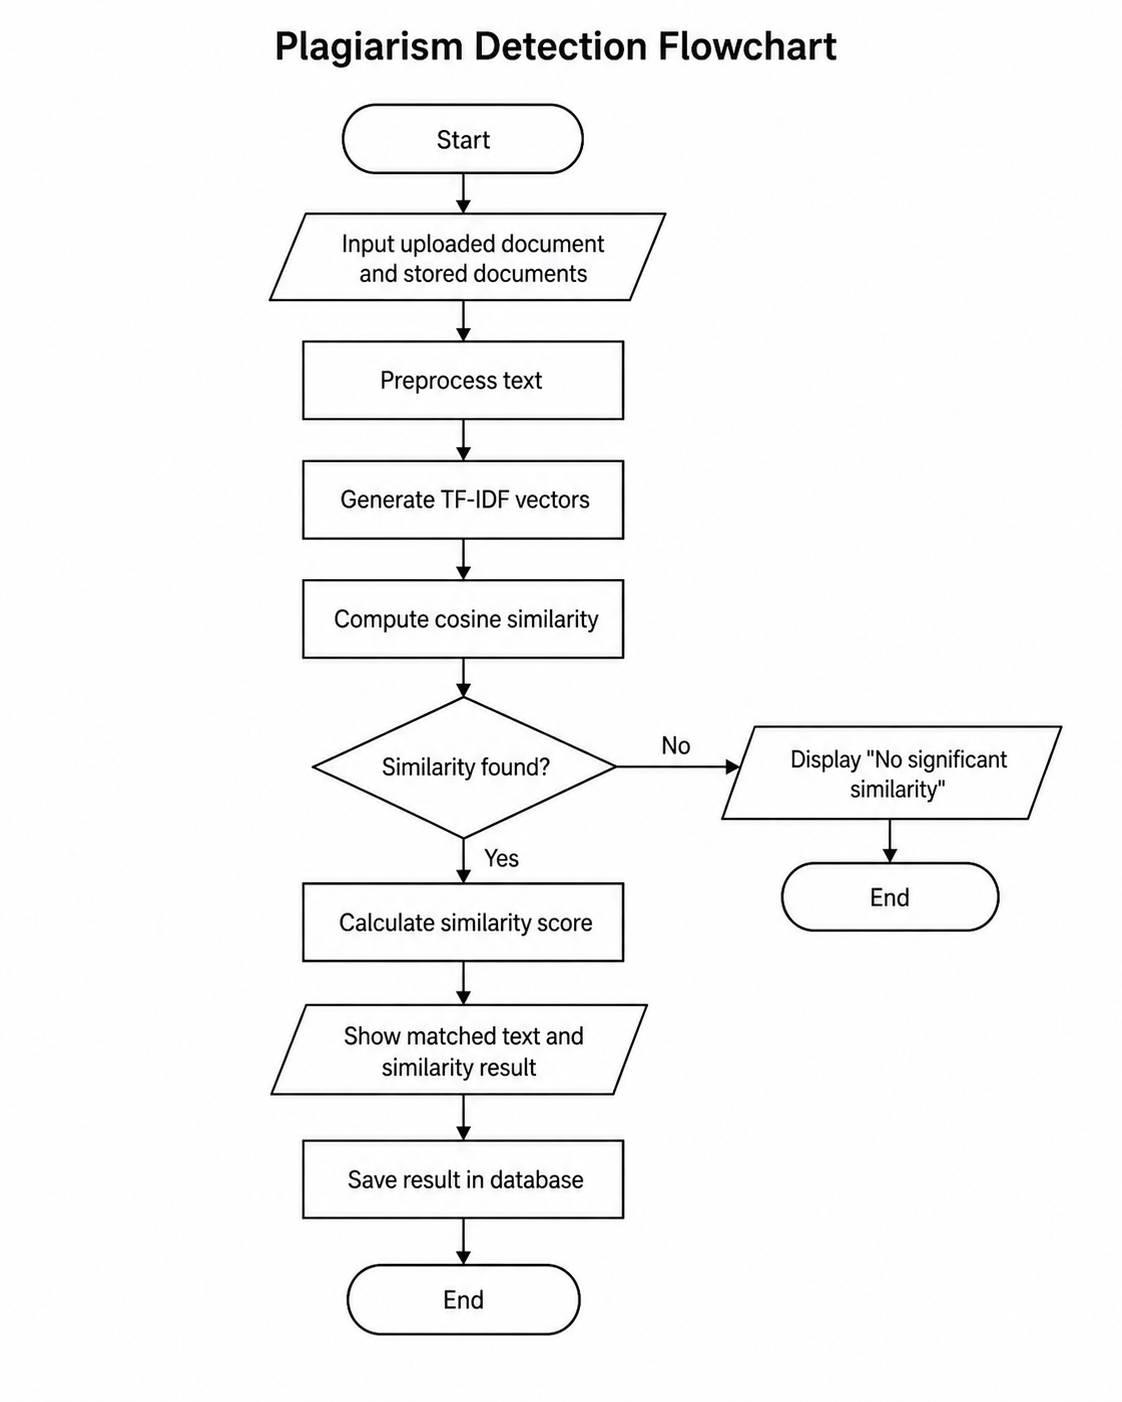 Plagiarism Detection Flowchart
Start
Input uploaded document
and stored documents
Preprocess text
Generate TF-IDF vectors
Compute cosine similarity
Similarity found?
No
Display "No significant
similarity"
End
Yes
Calculate similarity score
Show matched text and
similarity result
Save result in database
End